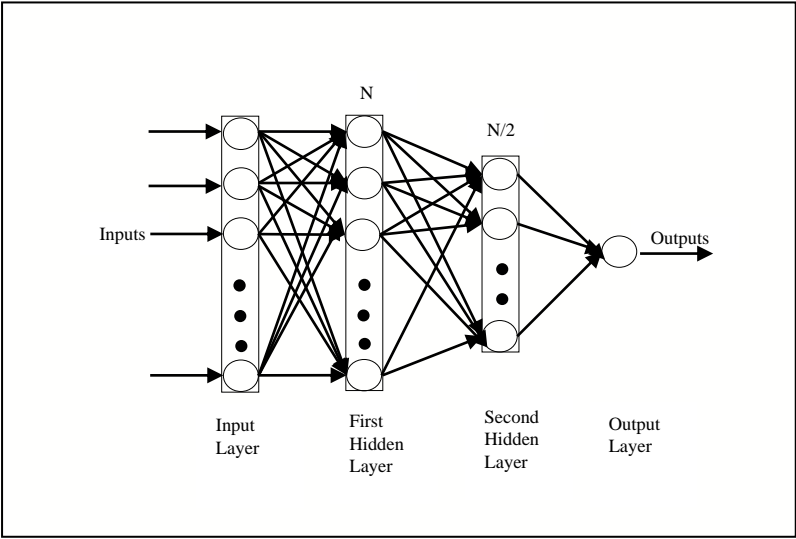 N
N/2
Inputs
Outputs
Input
Layer
First
Hidden
Layer
Second
Hidden
Layer
Output
Layer